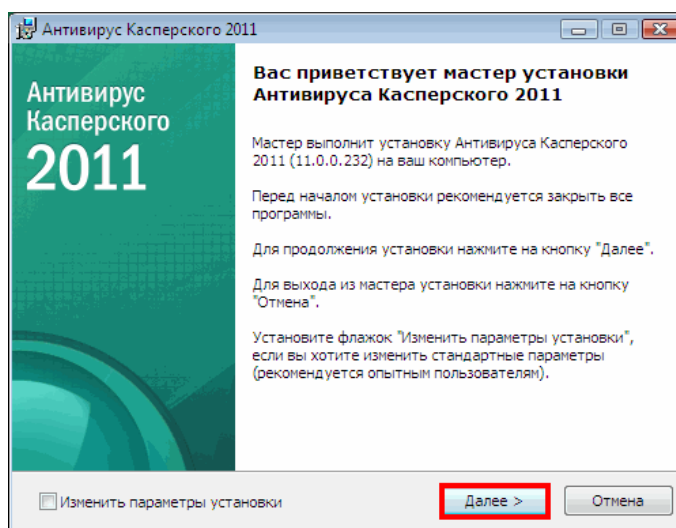 Антивирус Касперского 2011
Антивирус
Касперского
2011
Вас приветствует мастер установки
Антивируса Касперского 2011
Мастер выполнит установку Антивируса Касперского
2011 (11.0.0.232) на ваш компьютер.
Перед началом установки рекомендуется закрыть все
программы.
Для продолжения установки нажмите на кнопку "Далее".
Для выхода из мастера установки нажмите на кнопку
"Отмена".
Установите флажок "Изменить параметры установки",
если вы хотите изменить стандартные параметры
(рекомендуется опытным пользователям).
Изменить параметры установки
Далее >
Отмена